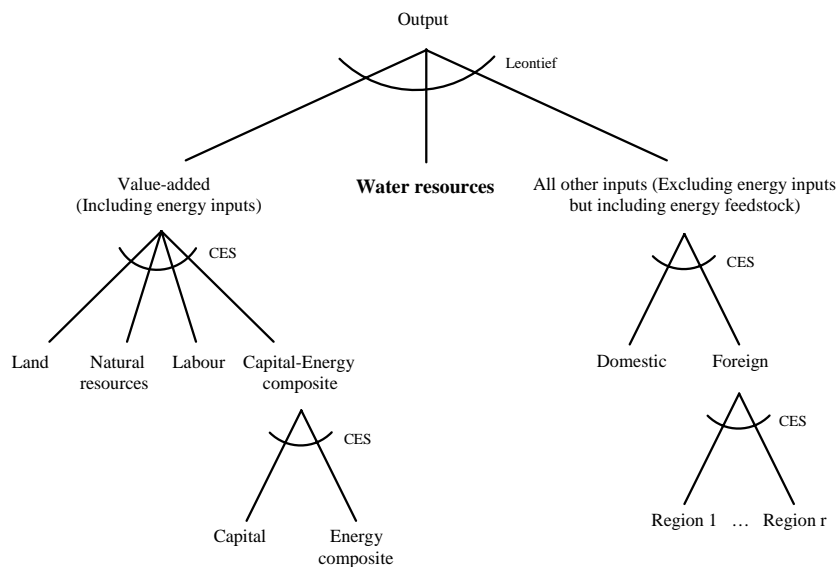 Output
Leontief
Value-added
(Including energy inputs)
Water resources
All other inputs (Excluding energy inputs
but including energy feedstock)
CES
CES
Land
Natural
resources
Labour
Capital-Energy
composite
Domestic
Foreign
CES
CES
Capital
Energy
composite
Region 1 … Region r